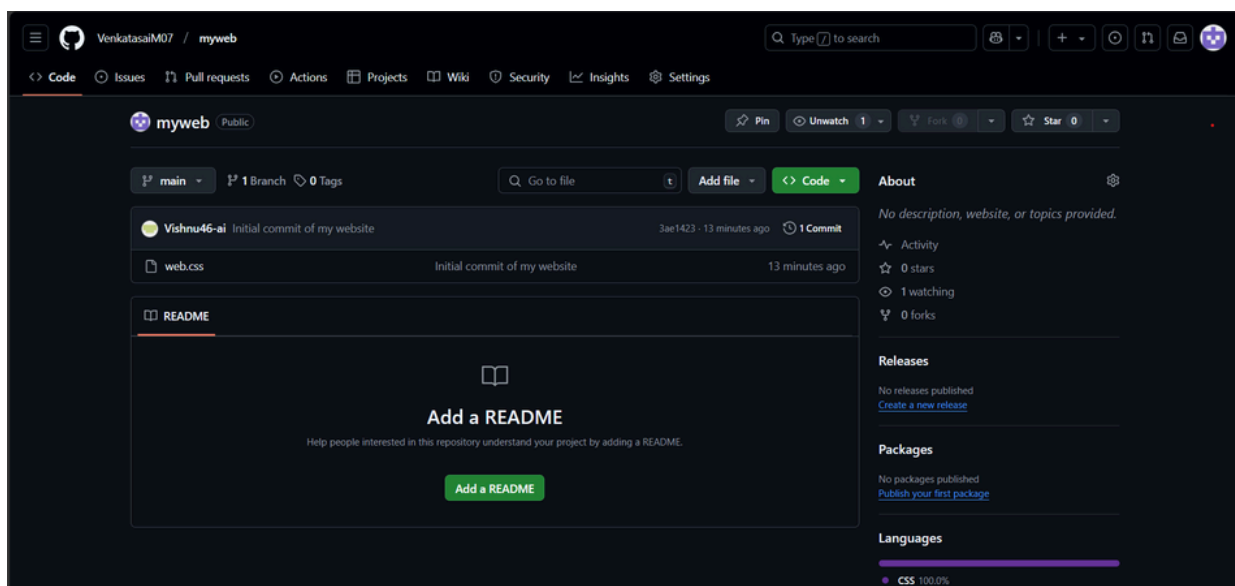 VenkatasaiM07 / myweb
Type / to search
Code Issues Pull requests Actions Projects Wiki Security Insights Settings
myweb Public
Pin Unwatch 1 Fork 0 Star 0
main 1 Branch 0 Tags Go to file t Add file Code
Vishnu46-ai Initial commit of my website 3ae1423 · 13 minutes ago 1 Commit
web.css Initial commit of my website 13 minutes ago
README
Add a README
Help people interested in this repository understand your project by adding a README.
Add a README
About
No description, website, or topics provided.
Activity
0 stars
1 watching
0 forks
Releases
No releases published
Create a new release
Packages
No packages published
Publish your first package
Languages
CSS 100.0%